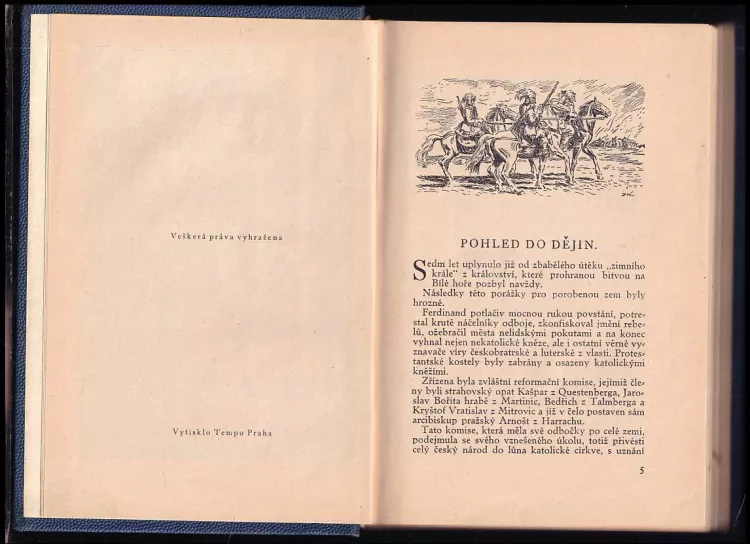 Veškerá práva vyhražena
Vytisklo Tempo Praha
POHLED DO DĚJIN.
Sedm let uplynulo již od zbabělého útěku „zimního
krále“ z království, které prohranou bitvou na
Bílé hoře pozbyl navždy.
Následky této porážky pro porobenou zem byly
hrozné.
Ferdinand potlačiv mocnou rukou povstání, potre-
stal krutě náčelníky odboje, zkonfiskoval jmění rebe-
lů, ožebračil města nelidskými pokutami a na konec
vyhnal nejen nekatolické kněze, ale i ostatní věrné vy-
znavače víry českobratrské a luterské z vlasti. Protes-
tantské kostely byly zabrány a osazeny katolickými
kněžími.
Zřízena byla zvláštní reformační komise, jejímiž čle-
ny byli strahovský opat Kašpar z Questenberga, Jaro-
slav Bořita hrabě z Martinic, Bedřich z Talmberga a
Kryštof Vratislav z Mitrovic a jíž v čelo postaven sám
arcibiskup pražský Arnošt z Harrachu.
Tato komise, která měla své odbočky po celé zemi,
podejmula se svého vznešeného úkolu, totiž přivésti
celý český národ do lůna katolické církve, s uznání
5